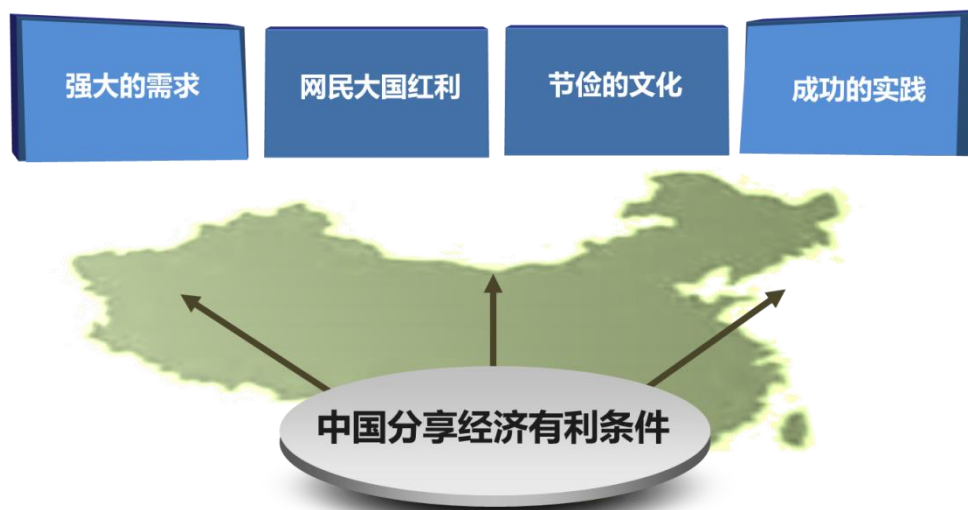 强大的需求
网民大国红利
节俭的文化
成功的实践
中国分享经济有利条件